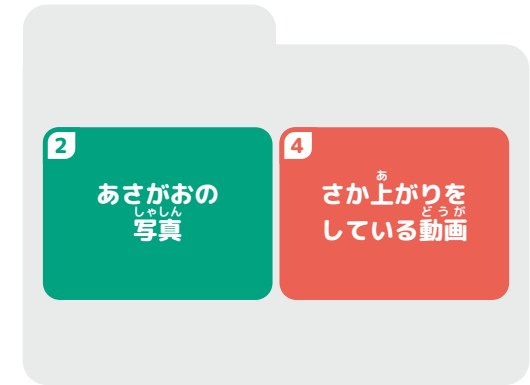 2
あさがおの
しゃしん
写真
4
あ
さか上がりを
どうが
している動画